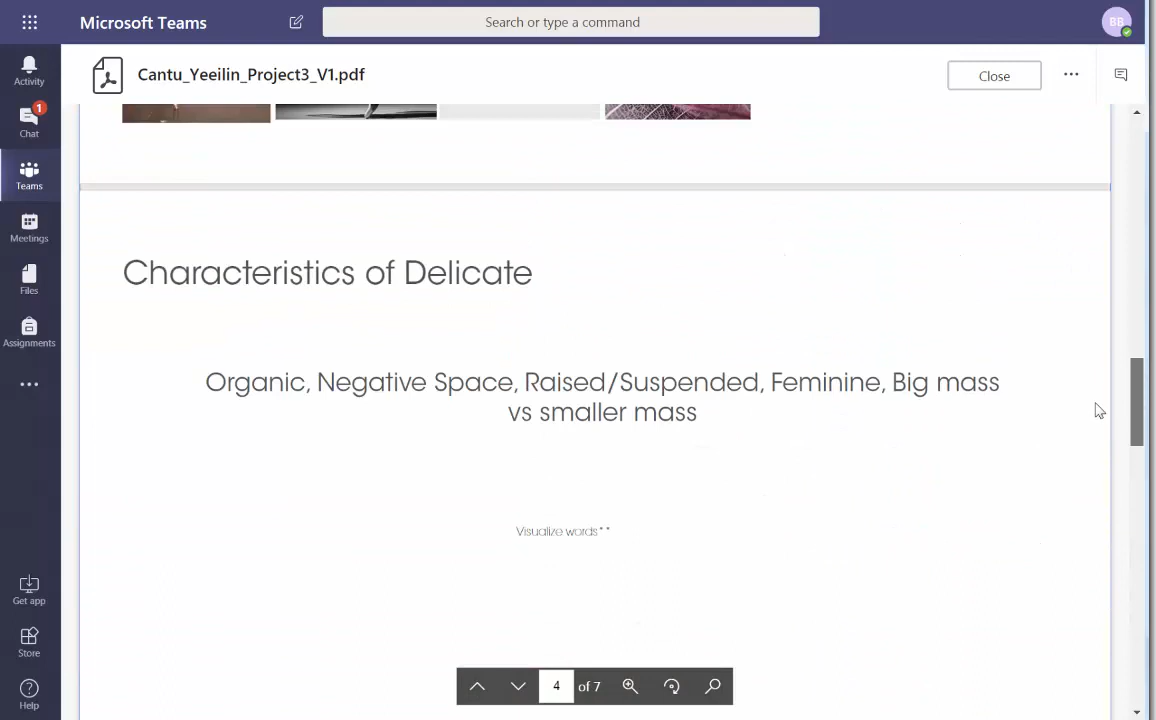 Microsoft Teams
Search or type a command
BB
Activity
Cantu_Yeeilin_Project3_V1.pdf
Close
1
Chat
Teams
Meetings
Files
Assignments
Characteristics of Delicate
Organic, Negative Space, Raised/Suspended, Feminine, Big mass
vs smaller mass
Visualize words**
Get app
Store
Help
4 of 7